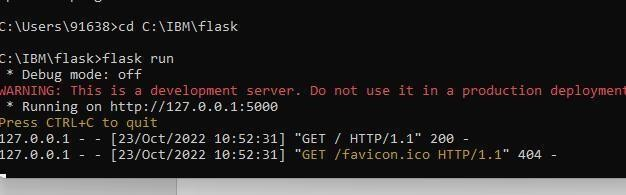 C:\Users\91638>cd C:\IBM\flask
C:\IBM\flask>flask run
* Debug mode: off
WARNING: This is a development server. Do not use it in a production deployment
* Running on http://127.0.0.1:5000
Press CTRL+C to quit
127.0.0.1 - - [23/Oct/2022 10:52:31] "GET / HTTP/1.1" 200 -
127.0.0.1 - - [23/Oct/2022 10:52:31] "GET /favicon.ico HTTP/1.1" 404 -